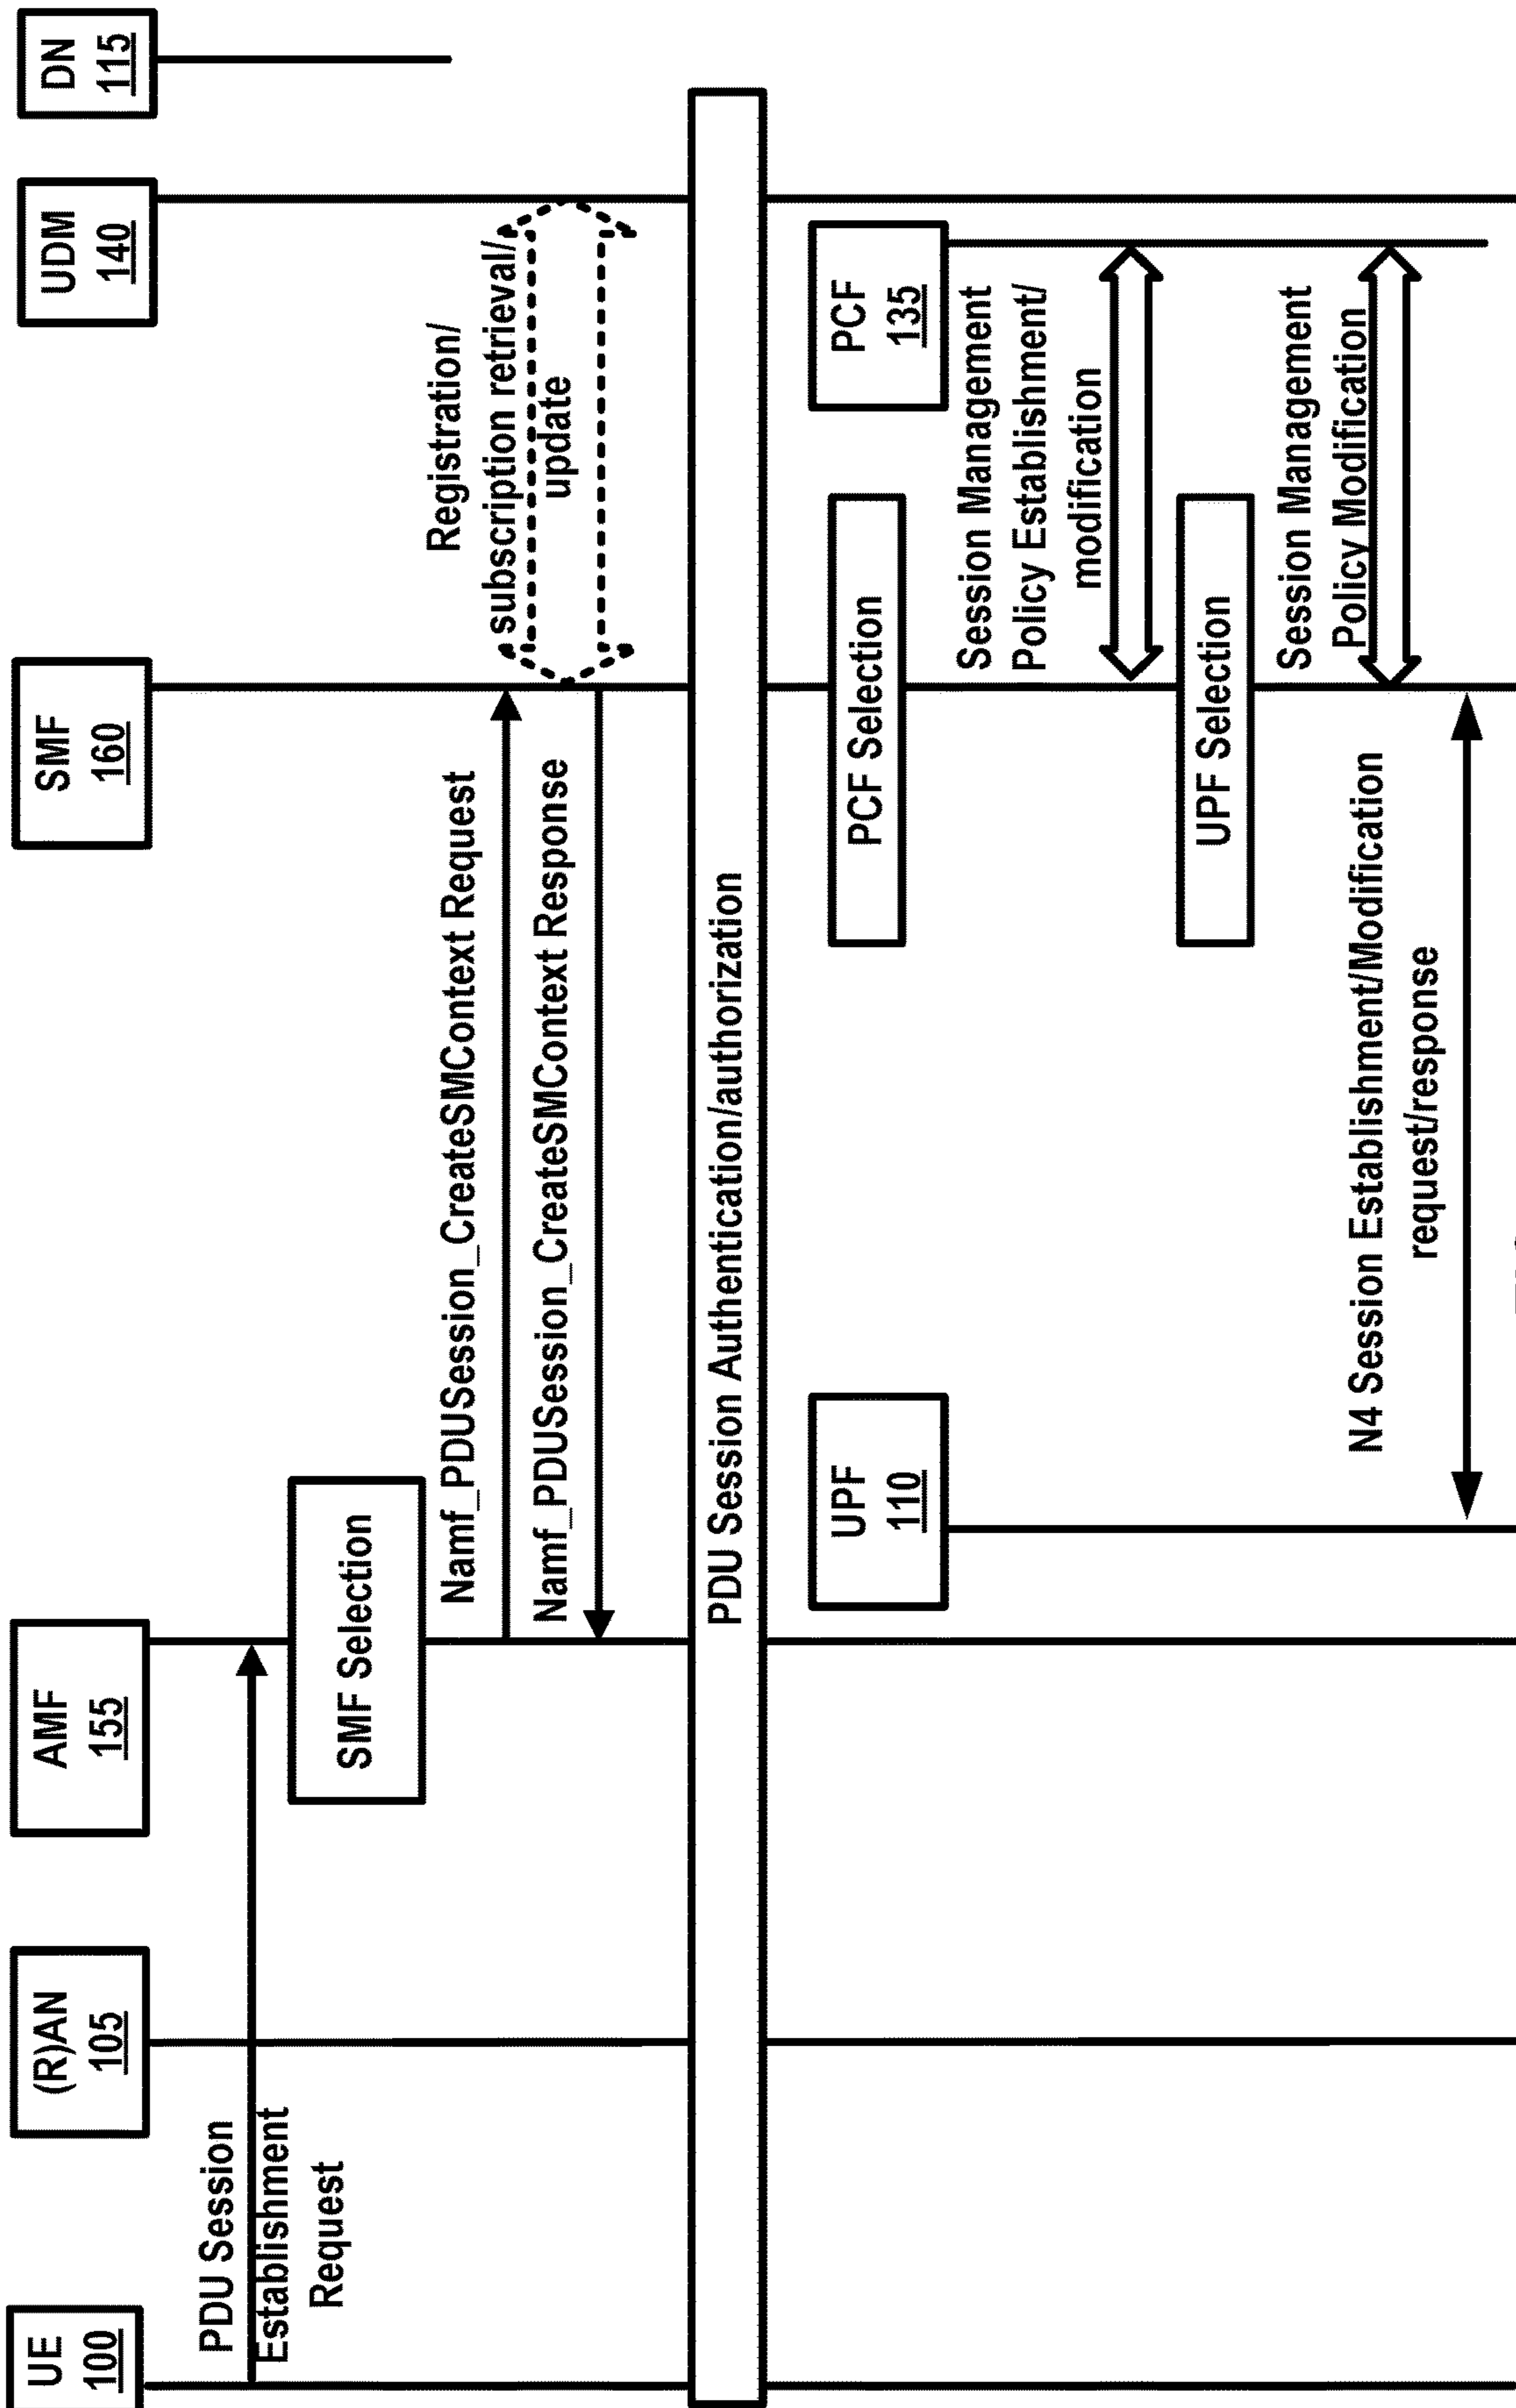 UE
100
(R)AN
105
AMF
155
SMF
160
UDM
140
DN
115
PDU Session
Establishment
Request
SMF Selection
Namf_PDUSession_CreateSMContext Request
Registration/
subscription retrieval/
update
Namf_PDUSession_CreateSMContext Response
PDU Session Authentication/authorization
UPF
110
PCF
135
PCF Selection
Session Management
Policy Establishment/
modification
UPF Selection
Session Management
Policy Modification
N4 Session Establishment/Modification
request/response